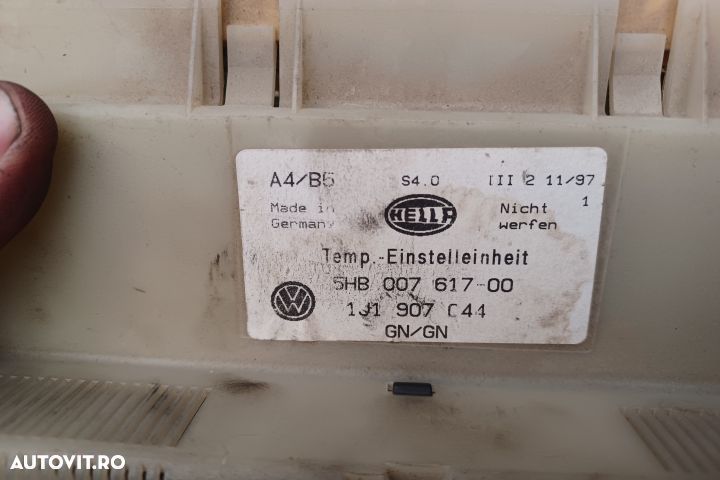 A4/B5 S4.0 III 2 11/97
Made in Germany HELLA Nicht werfen 1
Temp.-Einstelleinheit
5HB 007 617-00
1J1 907 044
GN/GN
AUTOVIT.RO